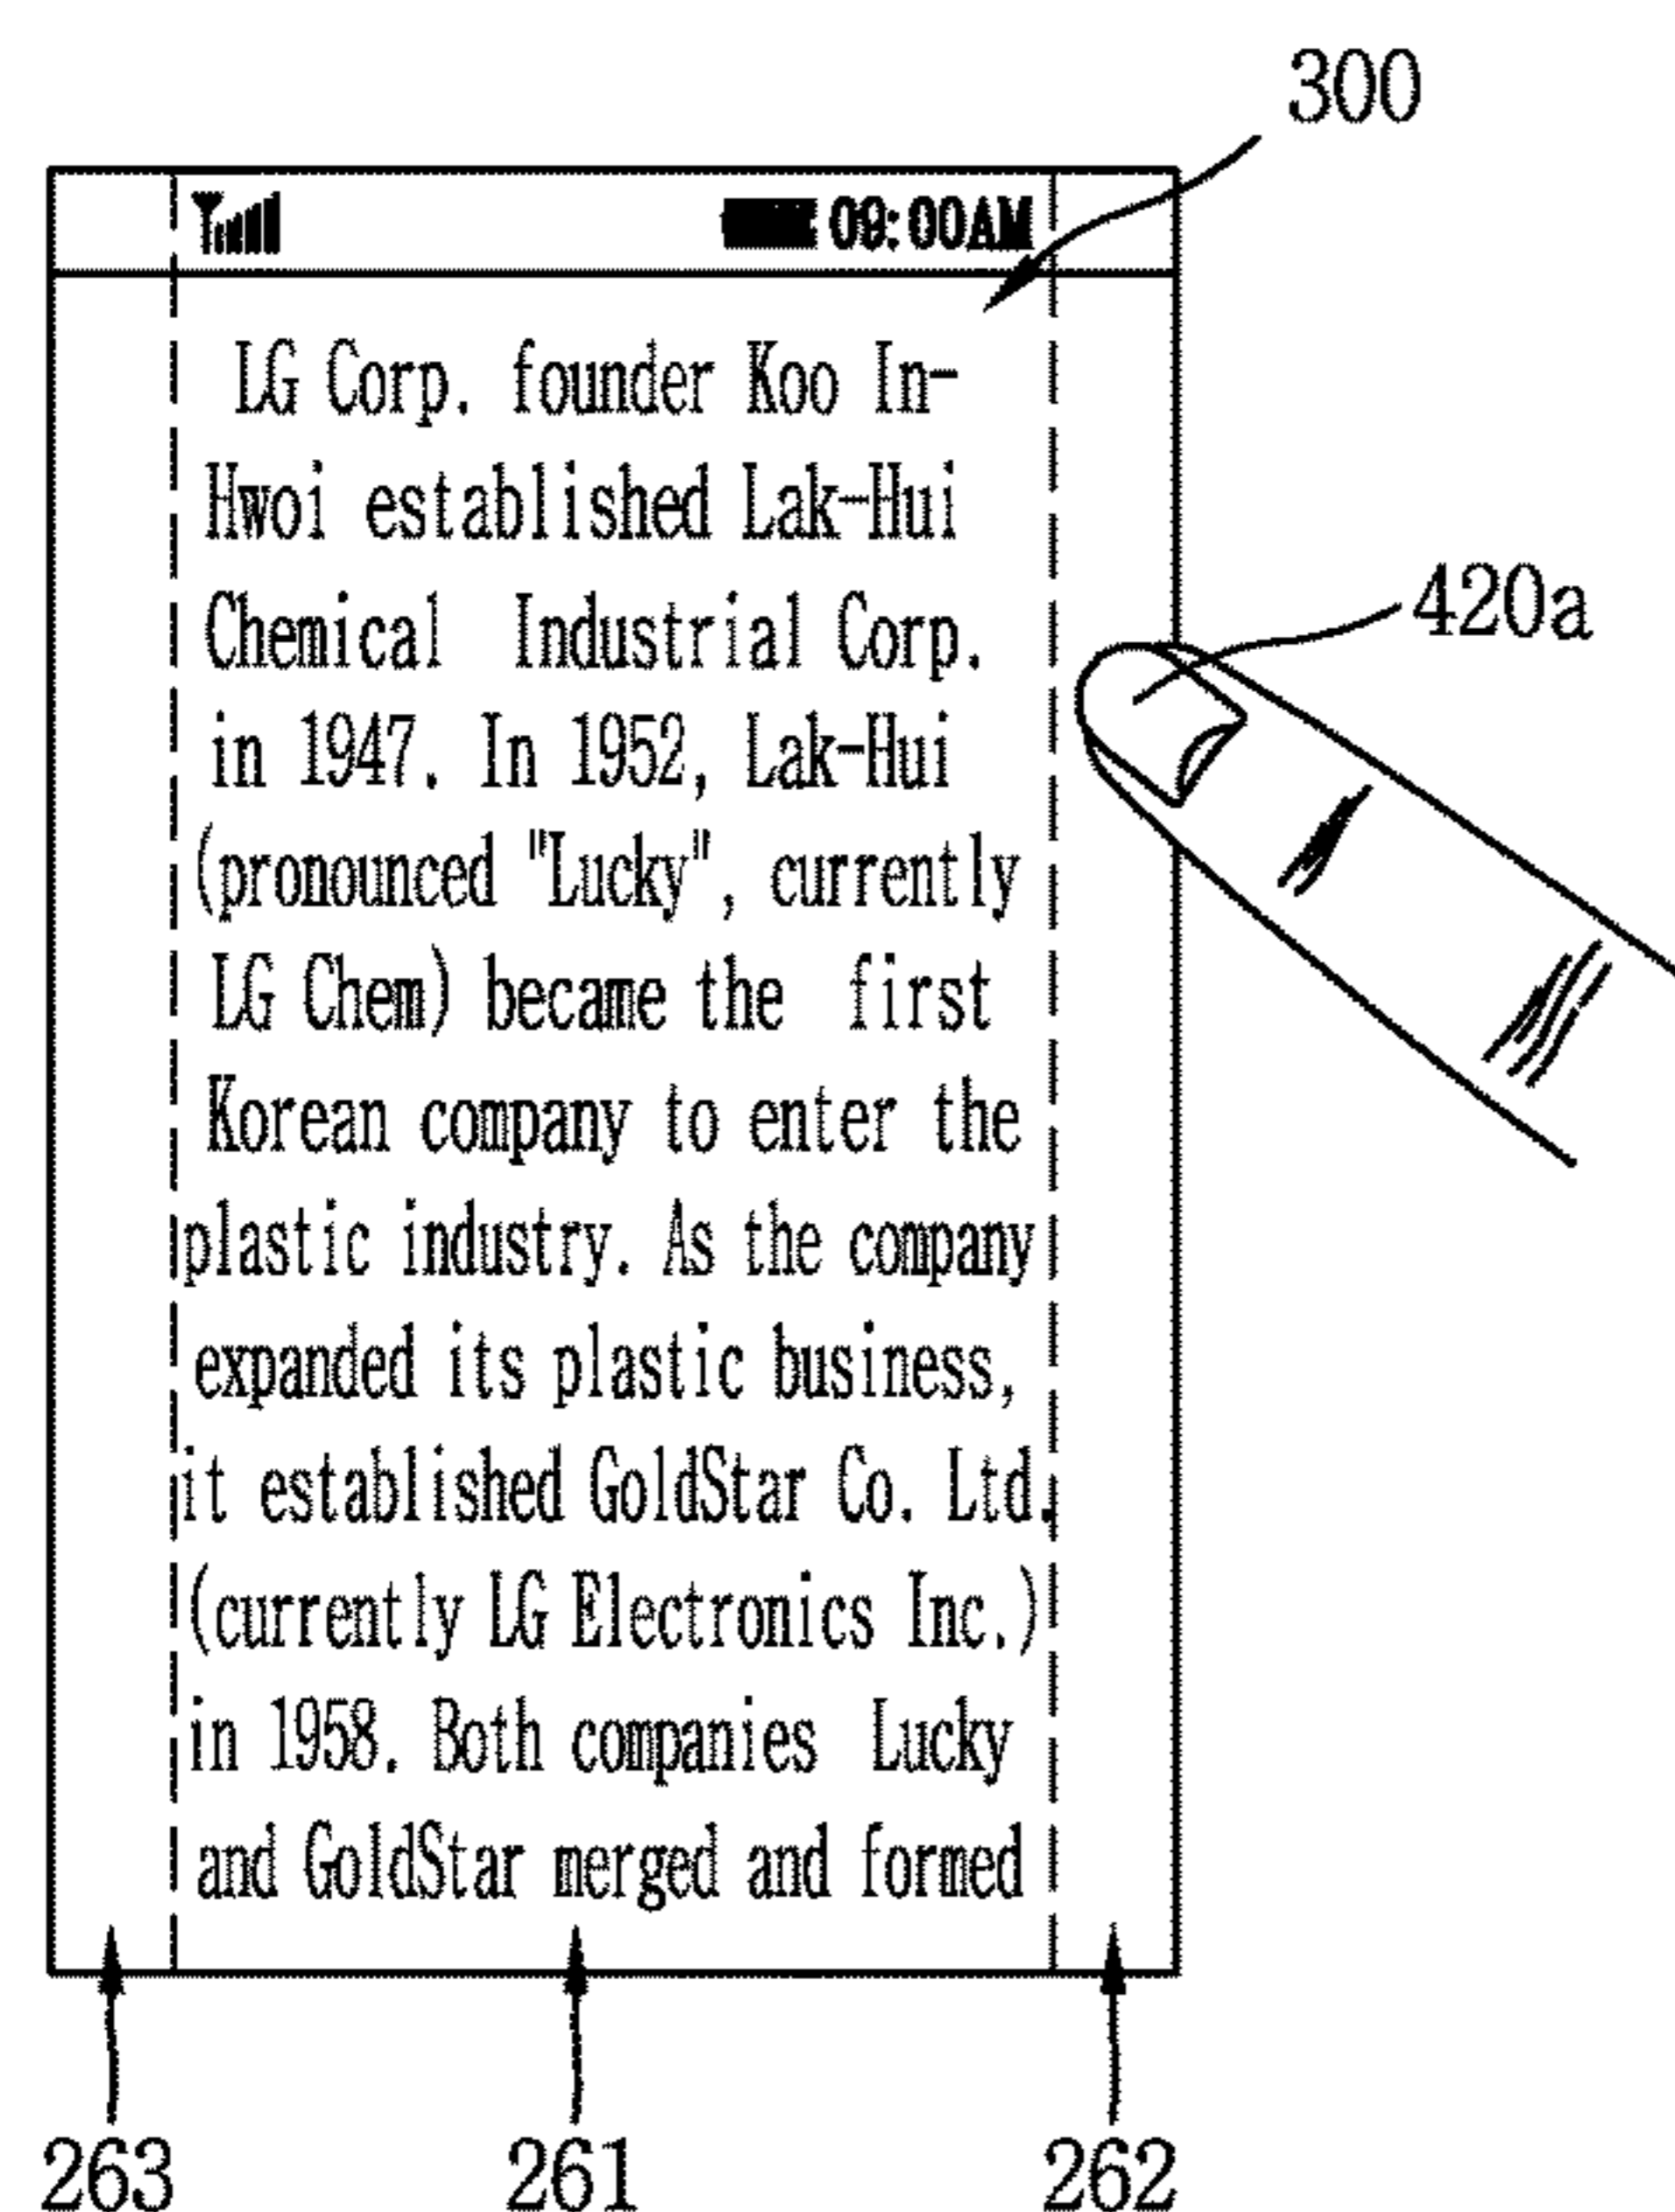 300
09:00AM
LG Corp. founder Koo In-
Hwoi established Lak-Hui
420a
Chemical Industrial Corp.
in 1947. In 1952, Lak-Hui
(pronounced "Lucky", currently
LG Chem) became the first
Korean company to enter the
plastic industry. As the company
expanded its plastic business,
it established GoldStar Co. Ltd.
(currently LG Electronics Inc.)
in 1958. Both companies Lucky
and GoldStar merged and formed
263 261 262